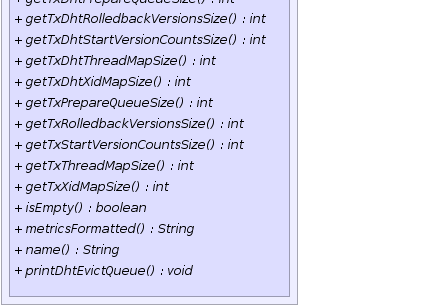 + getTxDhtPrepareQueueSize() : int
+ getTxDhtRolledbackVersionsSize() : int
+ getTxDhtStartVersionCountsSize() : int
+ getTxDhtThreadMapSize() : int
+ getTxDhtXidMapSize() : int
+ getTxPrepareQueueSize() : int
+ getTxRolledbackVersionsSize() : int
+ getTxStartVersionCountsSize() : int
+ getTxThreadMapSize() : int
+ getTxXidMapSize() : int
+ isEmpty() : boolean
+ metricsFormatted() : String
+ name() : String
+ printDhtEvictQueue() : void